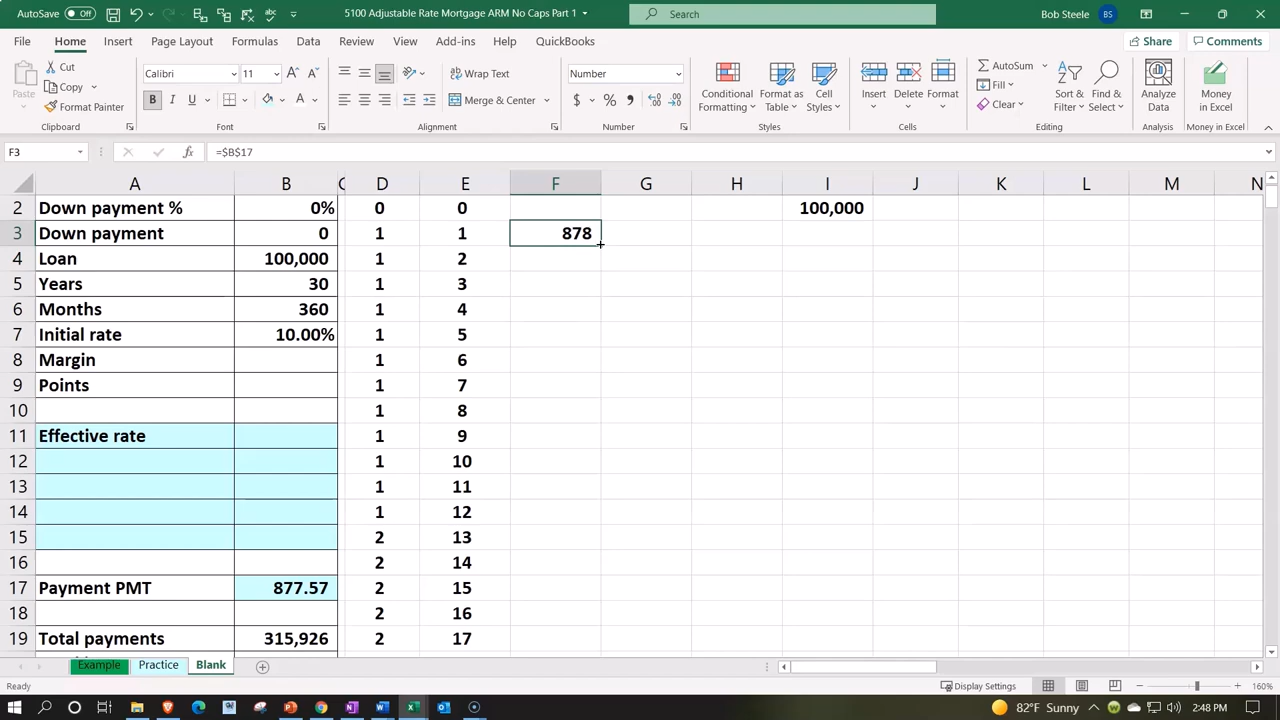 AutoSave Off 5100 Adjustable Rate Mortgage ARM No Caps Part 1 Search Bob Steele BS
File Home Insert Page Layout Formulas Data Review View Add-ins Help QuickBooks Share Comments
Paste Cut Copy Format Painter Clipboard
Calibri 11 B I U A Font
Wrap Text Merge & Center Alignment
Number $ % , Number
Conditional Formatting Format as Table Cell Styles Styles
Insert Delete Format Cells
AutoSum Fill Clear Sort & Filter Find & Select Editing
Analyze Data Analysis
Money in Excel Money in Excel
F3 fx =$B$17
A B C D E F G H I J K L M N
2 Down payment % 0% 0 0 100,000
3 Down payment 0 1 1 878
4 Loan 100,000 1 2
5 Years 30 1 3
6 Months 360 1 4
7 Initial rate 10.00% 1 5
8 Margin 1 6
9 Points 1 7
10 1 8
11 Effective rate 1 9
12 1 10
13 1 11
14 1 12
15 2 13
16 2 14
17 Payment PMT 877.57 2 15
18 2 16
19 Total payments 315,926 2 17
Example Practice Blank
Ready Display Settings 160%
82°F 2:48 PM